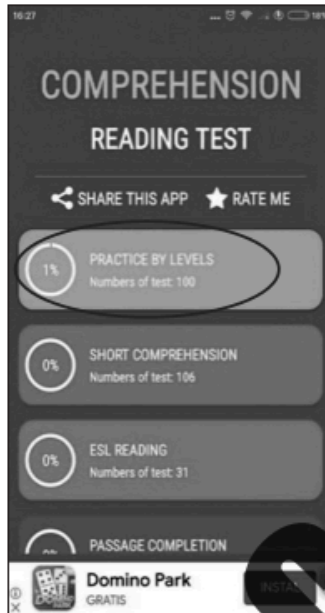 16:27
... 18%
COMPREHENSION
READING TEST
SHARE THIS APP RATE ME
1%
PRACTICE BY LEVELS
Numbers of test: 100
0%
SHORT COMPREHENSION
Numbers of test: 106
0%
ESL READING
Numbers of test: 31
PASSAGE COMPLETION
Domino Park
GRATIS